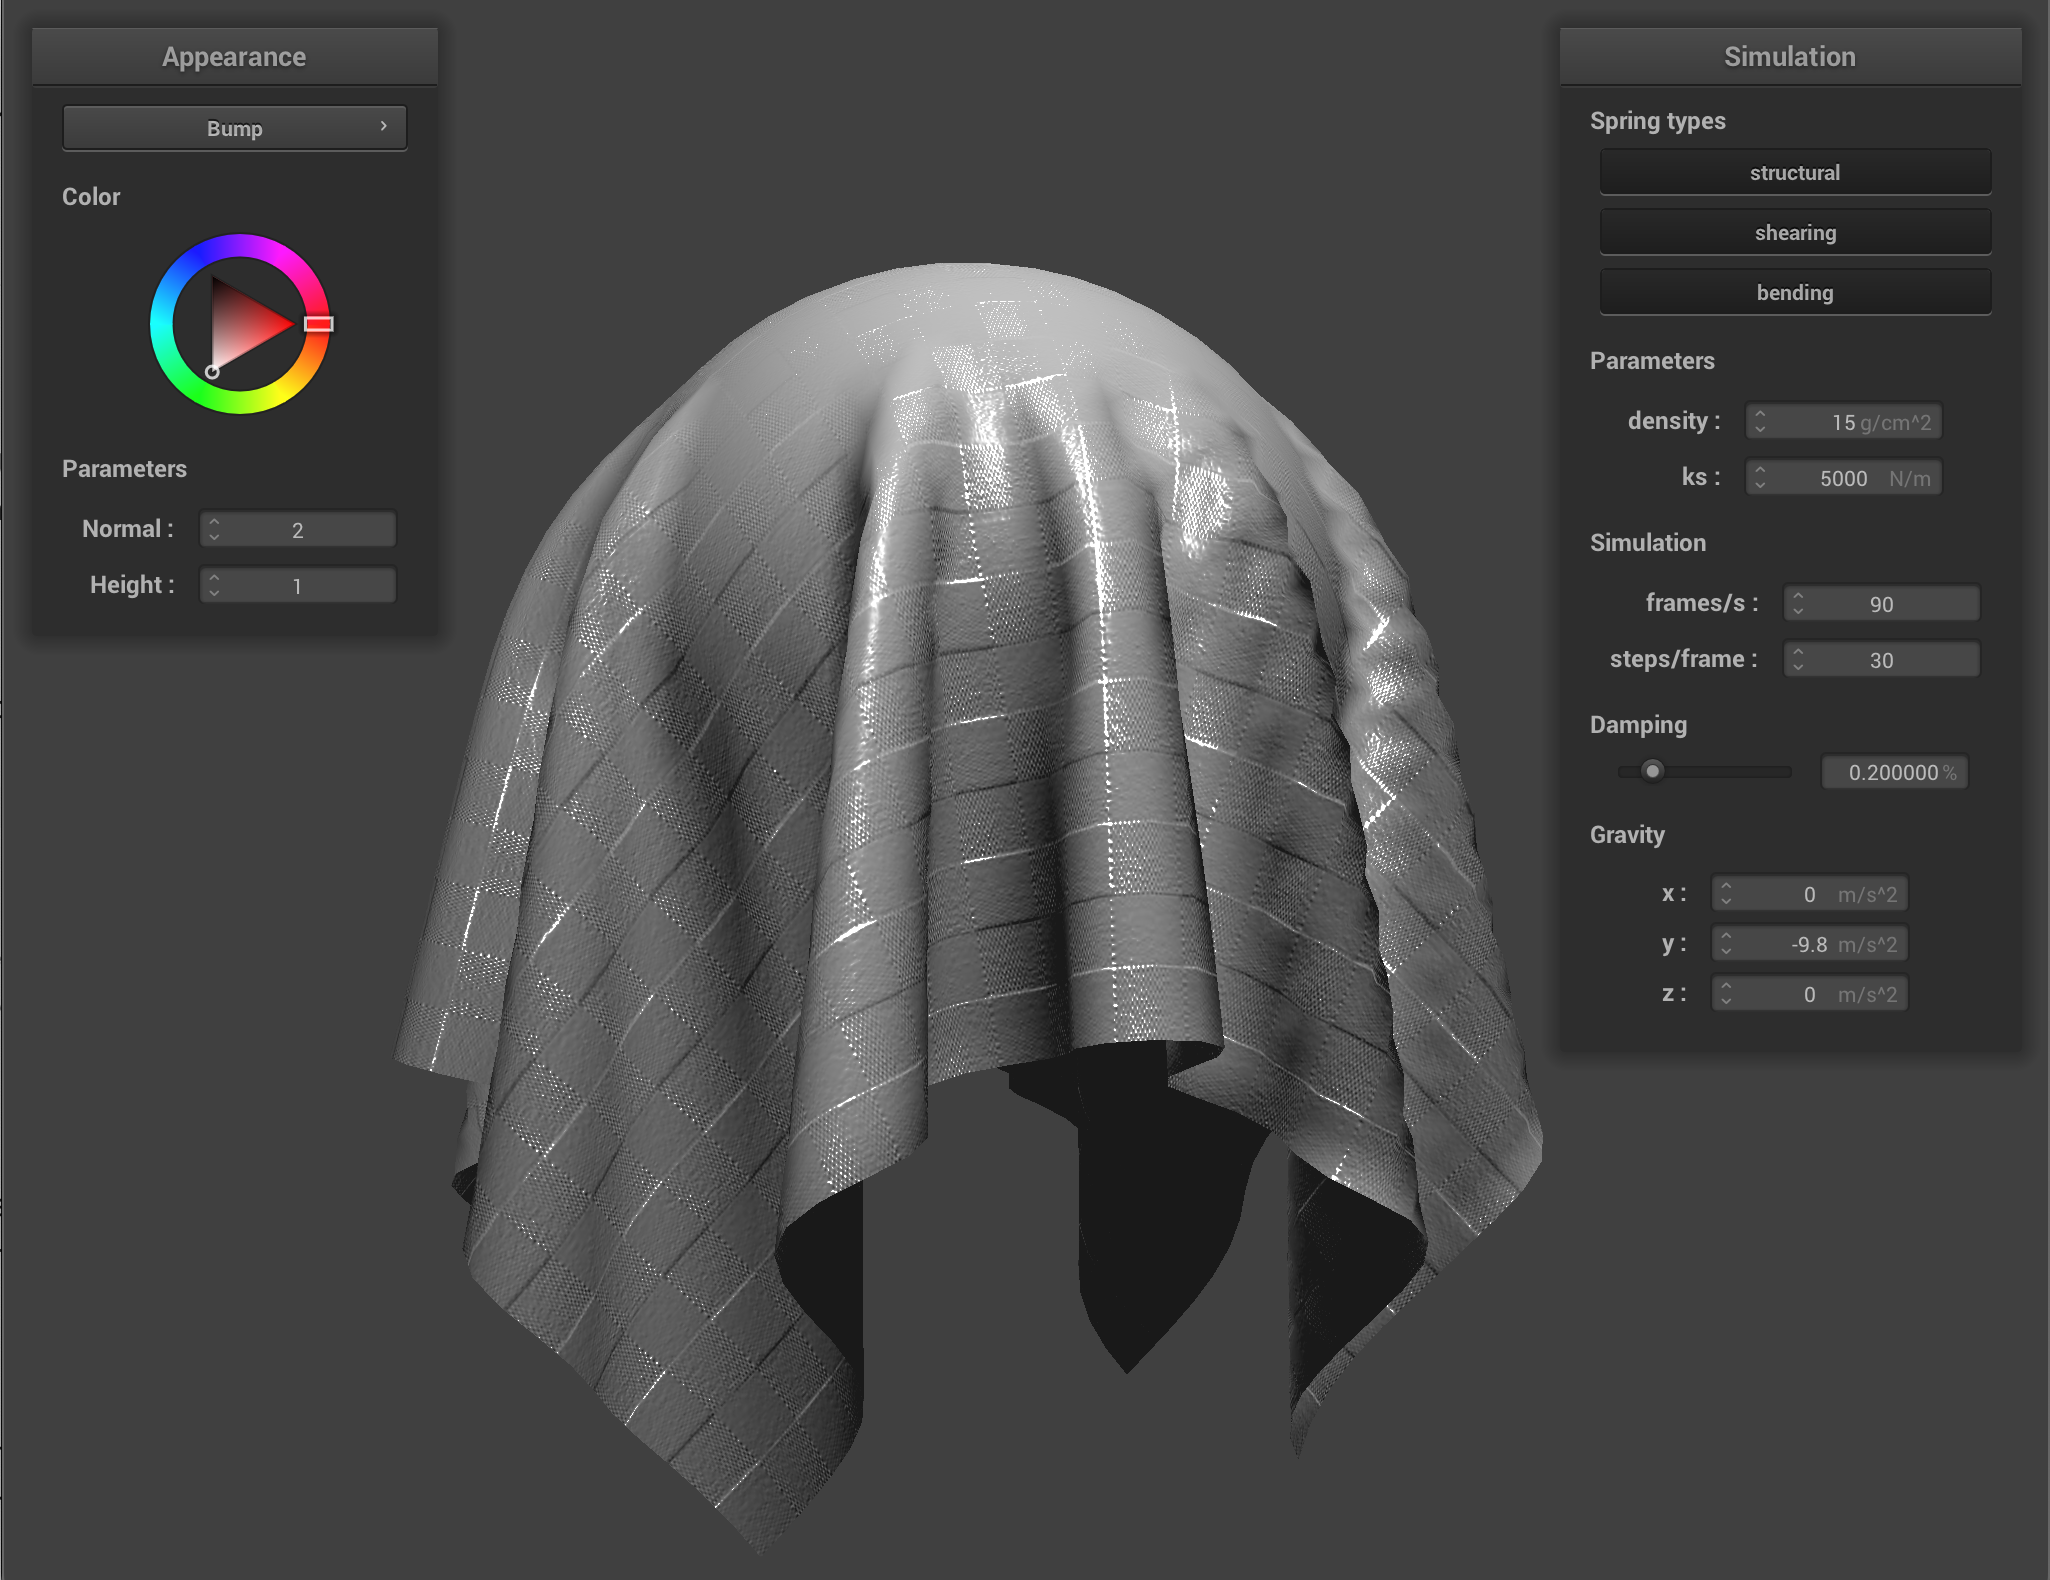 Appearance
Bump
Color
Parameters
Normal : 2
Height : 1
Simulation
Spring types
structural
shearing
bending
Parameters
density : 15 g/cm^2
ks : 5000 N/m
Simulation
frames/s : 90
steps/frame : 30
Damping
0.200000 %
Gravity
x : 0 m/s^2
y : -9.8 m/s^2
z : 0 m/s^2